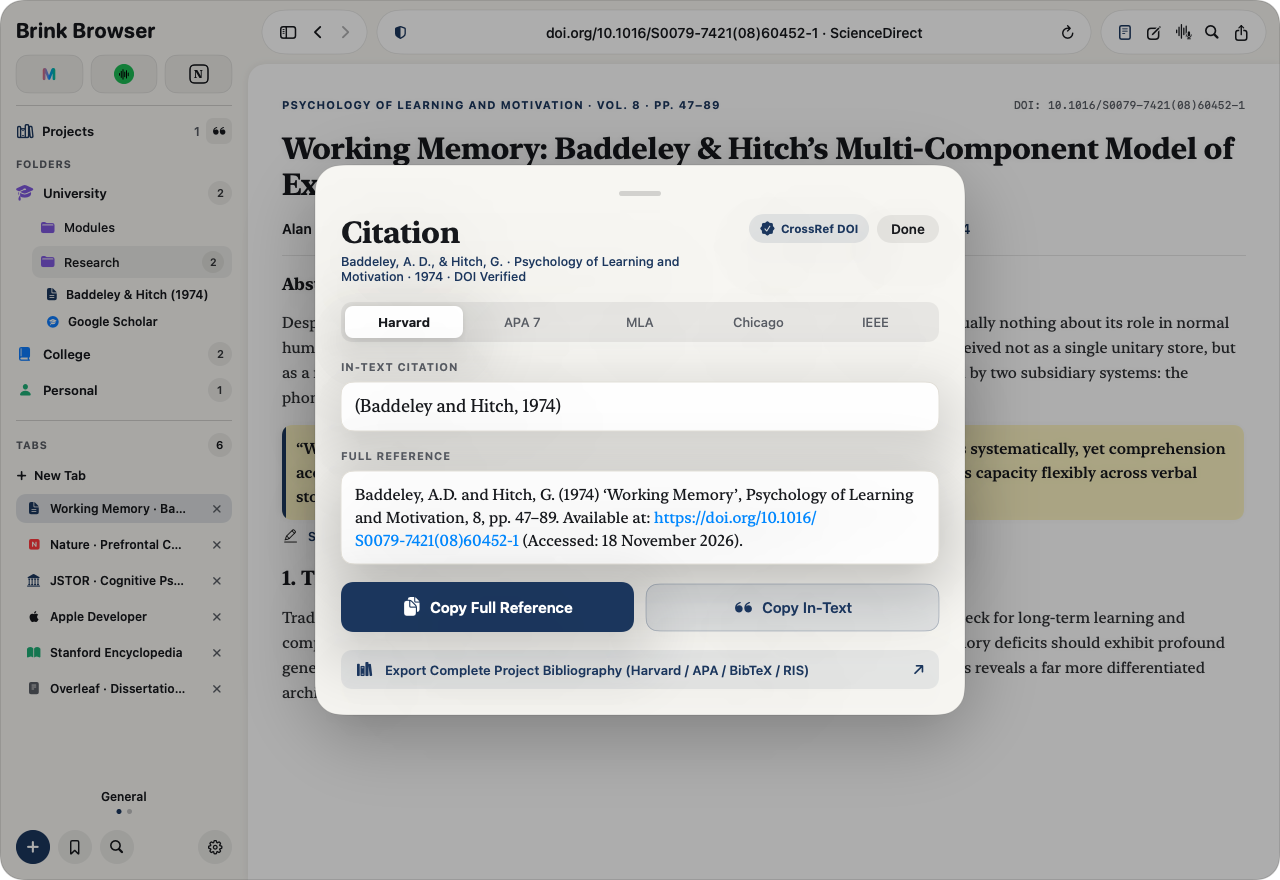 Brink Browser
doi.org/10.1016/S0079-7421(08)60452-1 · ScienceDirect
M
N
Projects
1
FOLDERS
University
2
Modules
Research
2
Baddeley & Hitch (1974)
Google Scholar
College
2
Personal
1
TABS
6
+ New Tab
Working Memory · Ba...
Nature · Prefrontal C...
JSTOR · Cognitive Ps...
Apple Developer
Stanford Encyclopedia
Overleaf · Dissertatio...
General
PSYCHOLOGY OF LEARNING AND MOTIVATION · VOL. 8 · PP. 47–89
DOI: 10.1016/S0079-7421(08)60452-1
Working Memory: Baddeley & Hitch’s Multi-Component Model of
Alan
ually nothing about its role in normal
eived not as a single unitary store, but
as a
by two subsidiary systems: the
systematically, yet comprehension
s capacity flexibly across verbal
1. T
eck for long-term learning and
ory deficits should exhibit profound
s reveals a far more differentiated
Citation
CrossRef DOI
Done
Baddeley, A. D., & Hitch, G. · Psychology of Learning and
Motivation · 1974 · DOI Verified
Harvard
APA 7
MLA
Chicago
IEEE
IN-TEXT CITATION
(Baddeley and Hitch, 1974)
FULL REFERENCE
Baddeley, A.D. and Hitch, G. (1974) ‘Working Memory’, Psychology of Learning
and Motivation, 8, pp. 47–89. Available at: https://doi.org/10.1016/
S0079-7421(08)60452-1 (Accessed: 18 November 2026).
Copy Full Reference
Copy In-Text
Export Complete Project Bibliography (Harvard / APA / BibTeX / RIS)